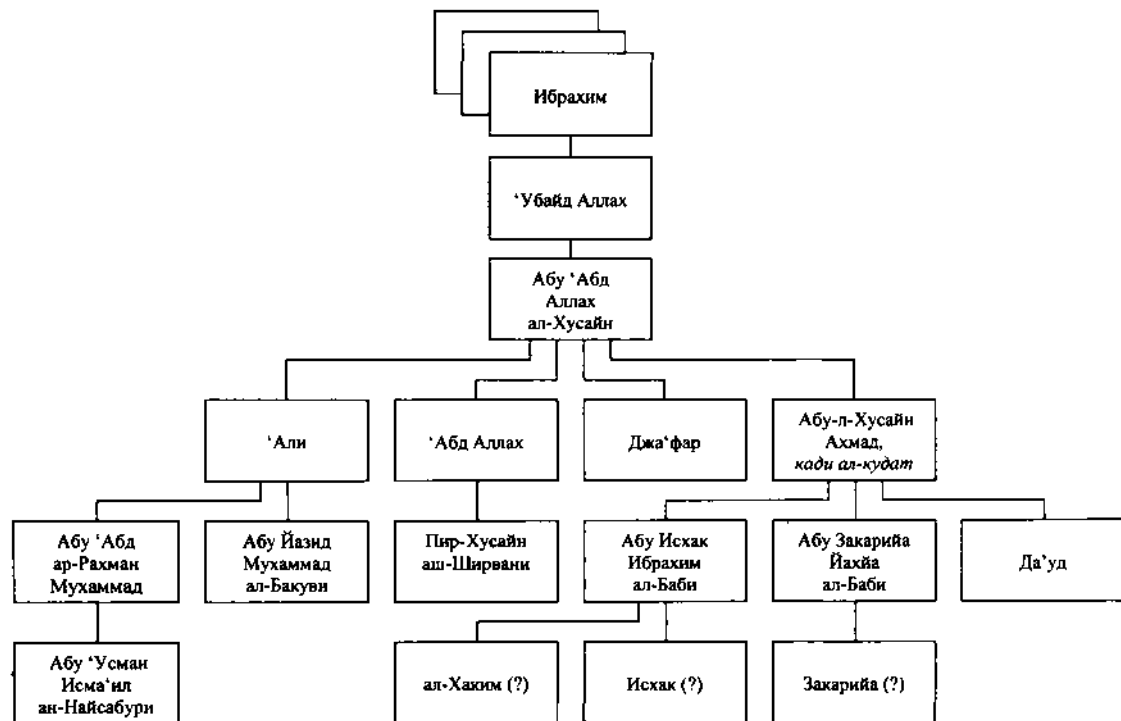 Ибрахим
‘Убайд Аллах
Абу ‘Абд
Аллах
ал-Хусайн
‘Али
‘Абд Аллах
Джа‘фар
Абу-л-Хусайн
Ахмад,
кади ал-кудат
Абу ‘Абд
ар-Рахман
Мухаммад
Абу Йазид
Мухаммад
ал-Бакуви
Пир-Хусайн
аш-Ширвани
Абу Исхак
Ибрахим
ал-Баби
Абу Закарийа
Йахйа
ал-Баби
Да’уд
Абу ‘Усман
Исма‘ил
ан-Найсабури
ал-Хаким (?)
Исхак (?)
Закарийа (?)